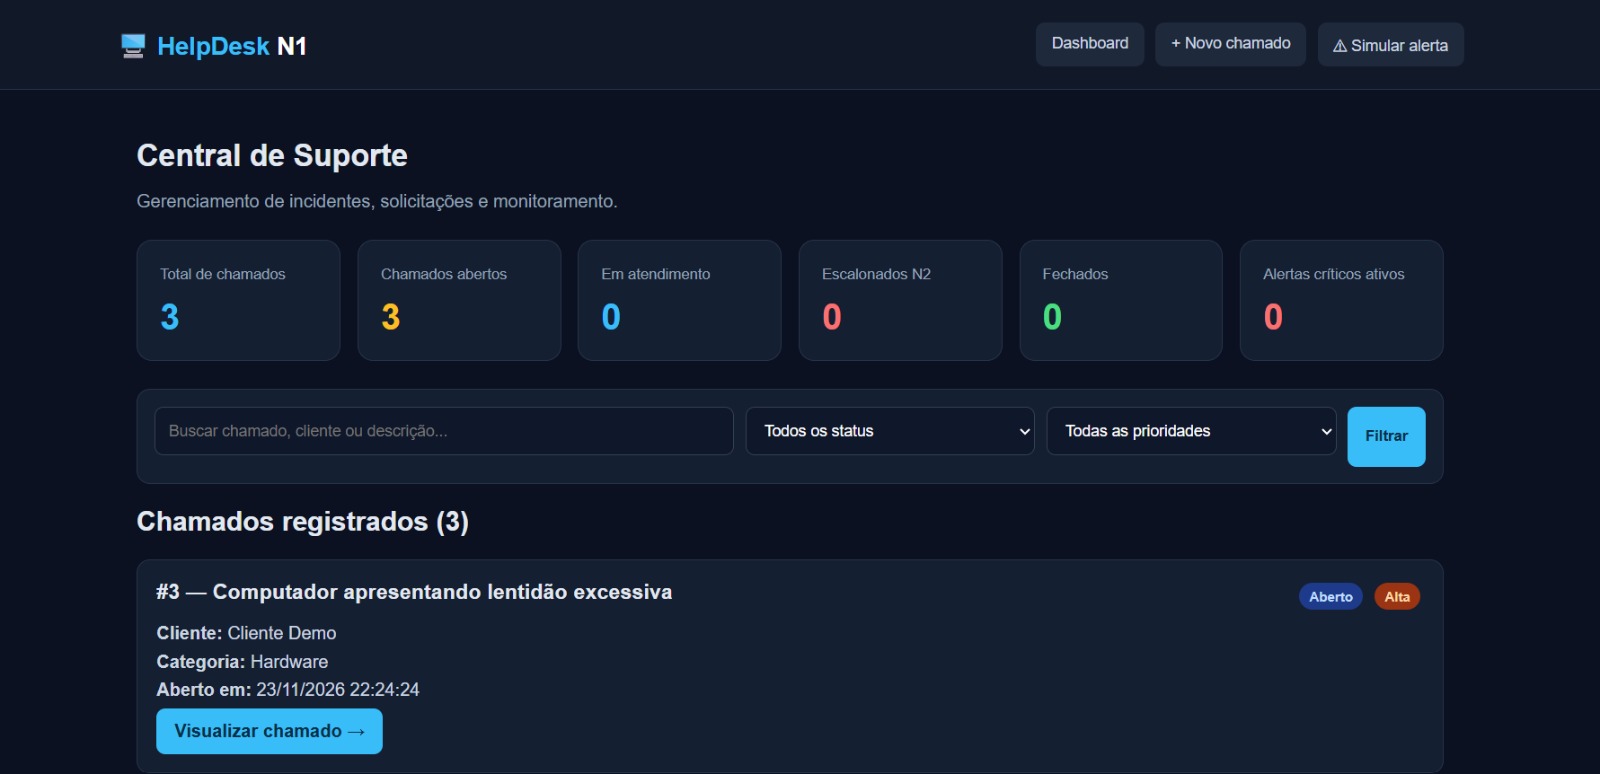 HelpDesk N1
Dashboard
+ Novo chamado
⚠ Simular alerta
Central de Suporte
Gerenciamento de incidentes, solicitações e monitoramento.
Total de chamados
3
Chamados abertos
3
Em atendimento
0
Escalonados N2
0
Fechados
0
Alertas críticos ativos
0
Buscar chamado, cliente ou descrição...
Todos os status
Todas as prioridades
Filtrar
Chamados registrados (3)
#3 — Computador apresentando lentidão excessiva
Aberto
Alta
Cliente: Cliente Demo
Categoria: Hardware
Aberto em: 23/11/2026 22:24:24
Visualizar chamado →